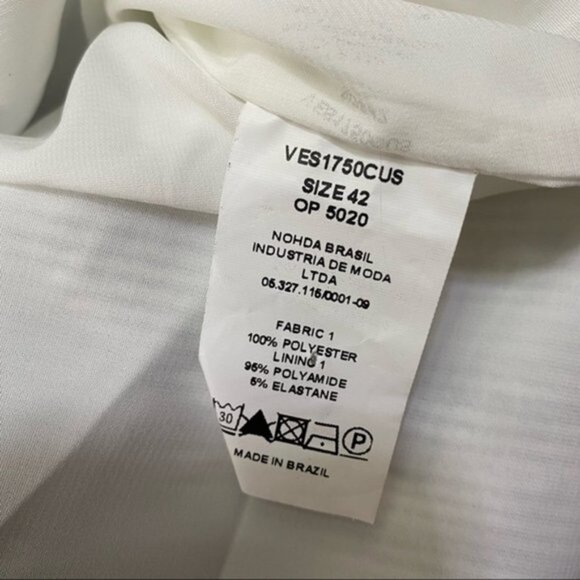 VES1750CUS
SIZE 42
OP 5020
NOHDA BRASIL
INDUSTRIA DE MODA
LTDA
05.327.115/0001-09
FABRIC 1
100% POLYESTER
LINING 1
95% POLYAMIDE
5% ELASTANE
30 P
MADE IN BRAZIL